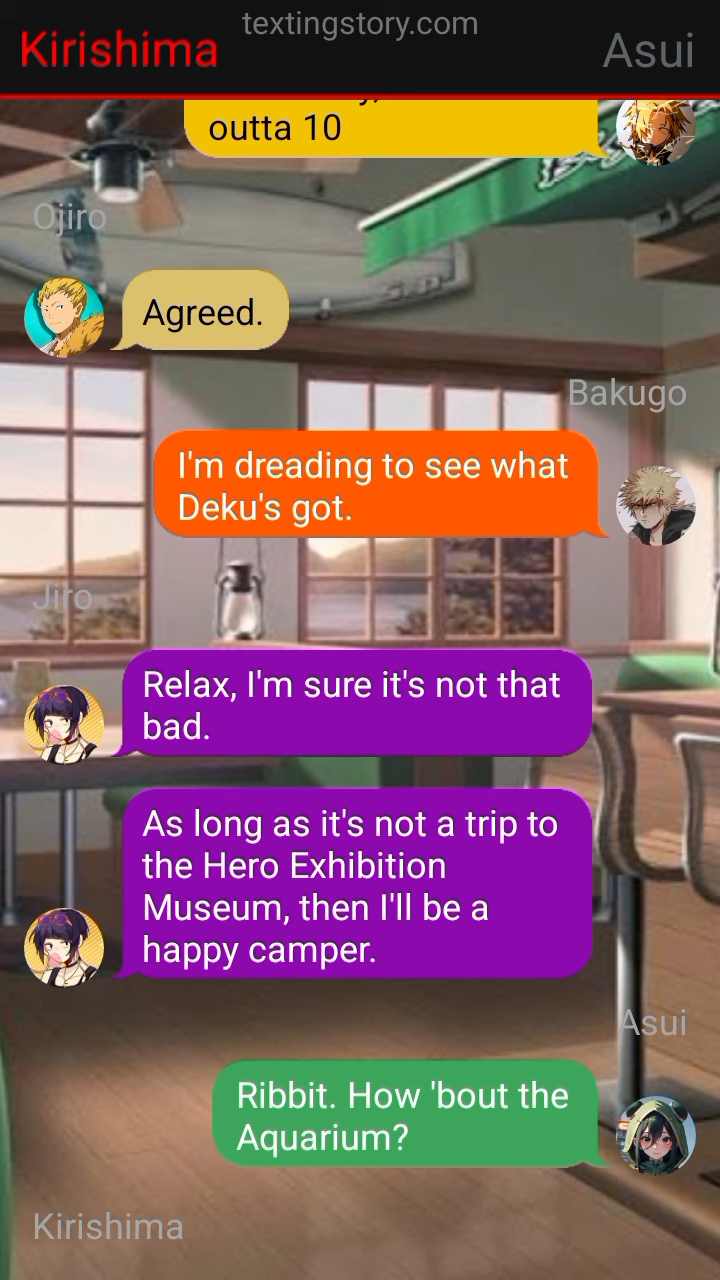 textingstory.com
Kirishima
Asui
outta 10
Ojiro
Agreed.
Bakugo
I'm dreading to see what
Deku's got.
Jiro
Relax, I'm sure it's not that
bad.
As long as it's not a trip to
the Hero Exhibition
Museum, then I'll be a
happy camper.
Asui
Ribbit. How 'bout the
Aquarium?
Kirishima